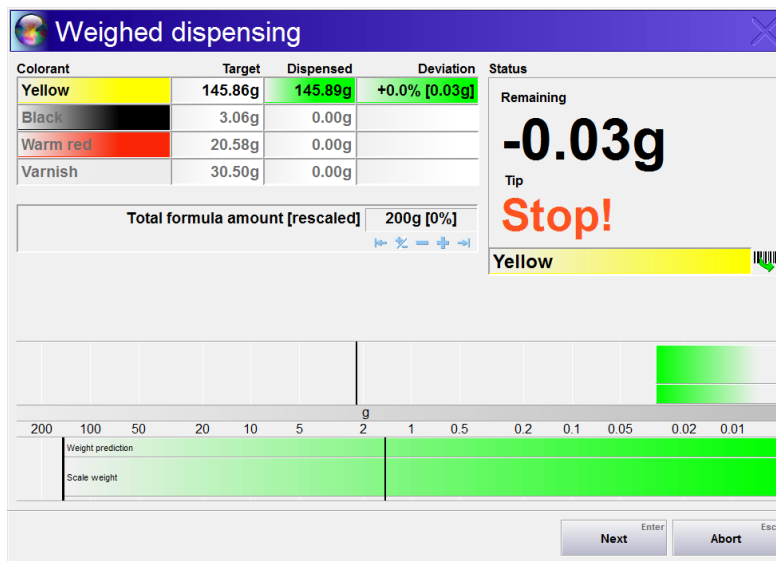 Weighed dispensing
Colorant Target Dispensed Deviation Status
Yellow 145.86g 145.89g +0.0% [0.03g]
Black 3.06g 0.00g
Warm red 20.58g 0.00g
Varnish 30.50g 0.00g
Total formula amount [rescaled] 200g [0%]
Remaining
-0.03g
Tip
Stop!
Yellow
g
200 100 50 20 10 5 2 1 0.5 0.2 0.1 0.05 0.02 0.01
Weight prediction
Scale weight
Enter
Next
Esc
Abort